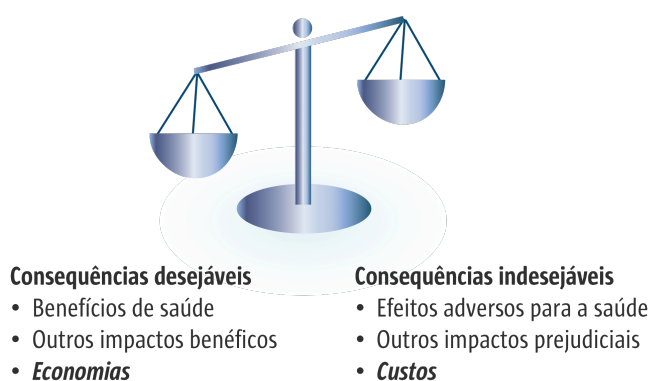 Consequências desejáveis
• Benefícios de saúde
• Outros impactos benéficos
• Economias
Consequências indesejáveis
• Efeitos adversos para a saúde
• Outros impactos prejudiciais
• Custos